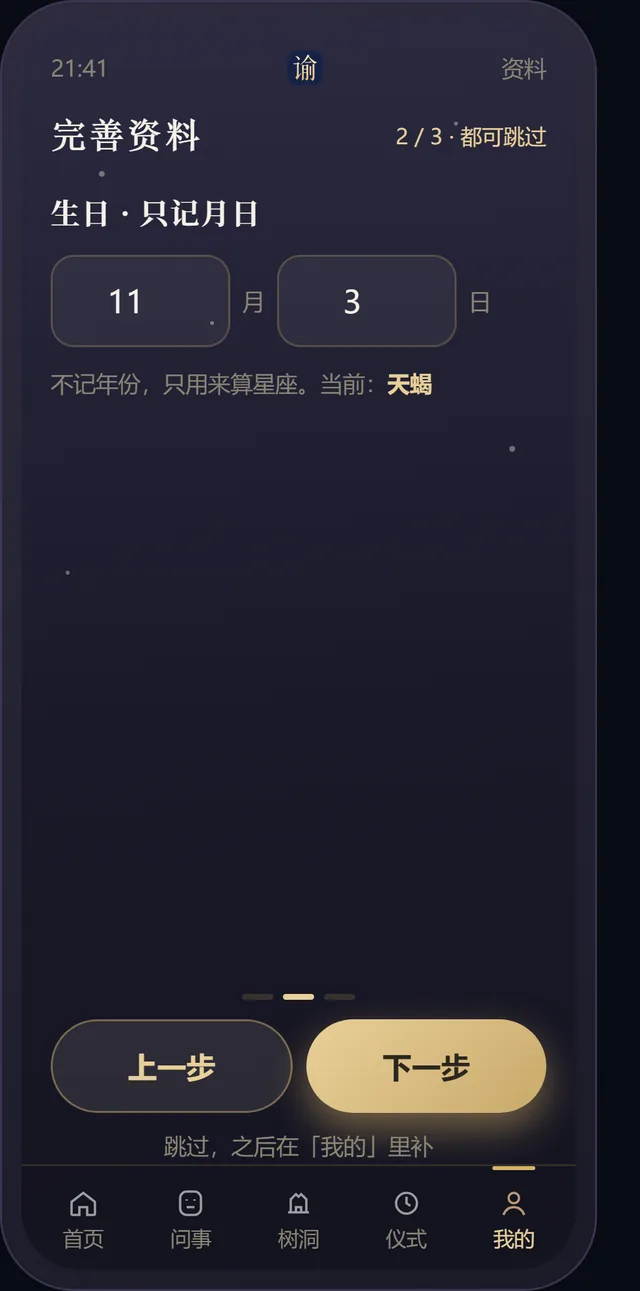 21:41 谕 资料
完善资料 2 / 3 · 都可跳过
生日 · 只记月日
11 月 3 日
不记年份，只用来算星座。当前：天蝎
上一步 下一步
跳过，之后在「我的」里补
首页 问事 树洞 仪式 我的